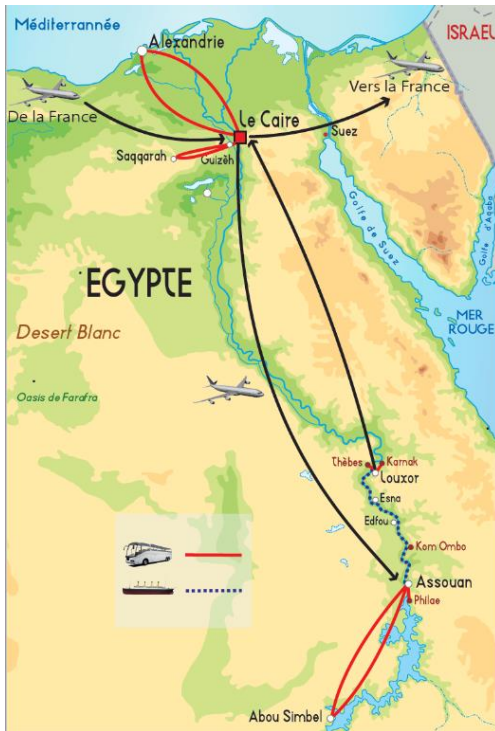 Méditerrannée
ISRAEL
Alexandrie
Vers la France
De la France
Le Caire
Suez
Saqqarah
Guizèh
Golfe d'Aqaba
Golfe de Suez
EGYPTE
MER
ROUGE
Desert Blanc
Oasis de Farafra
Thèbes
Karnak
Louxor
Esna
Edfou
Kom Ombo
Assouan
Philae
Abou Simbel